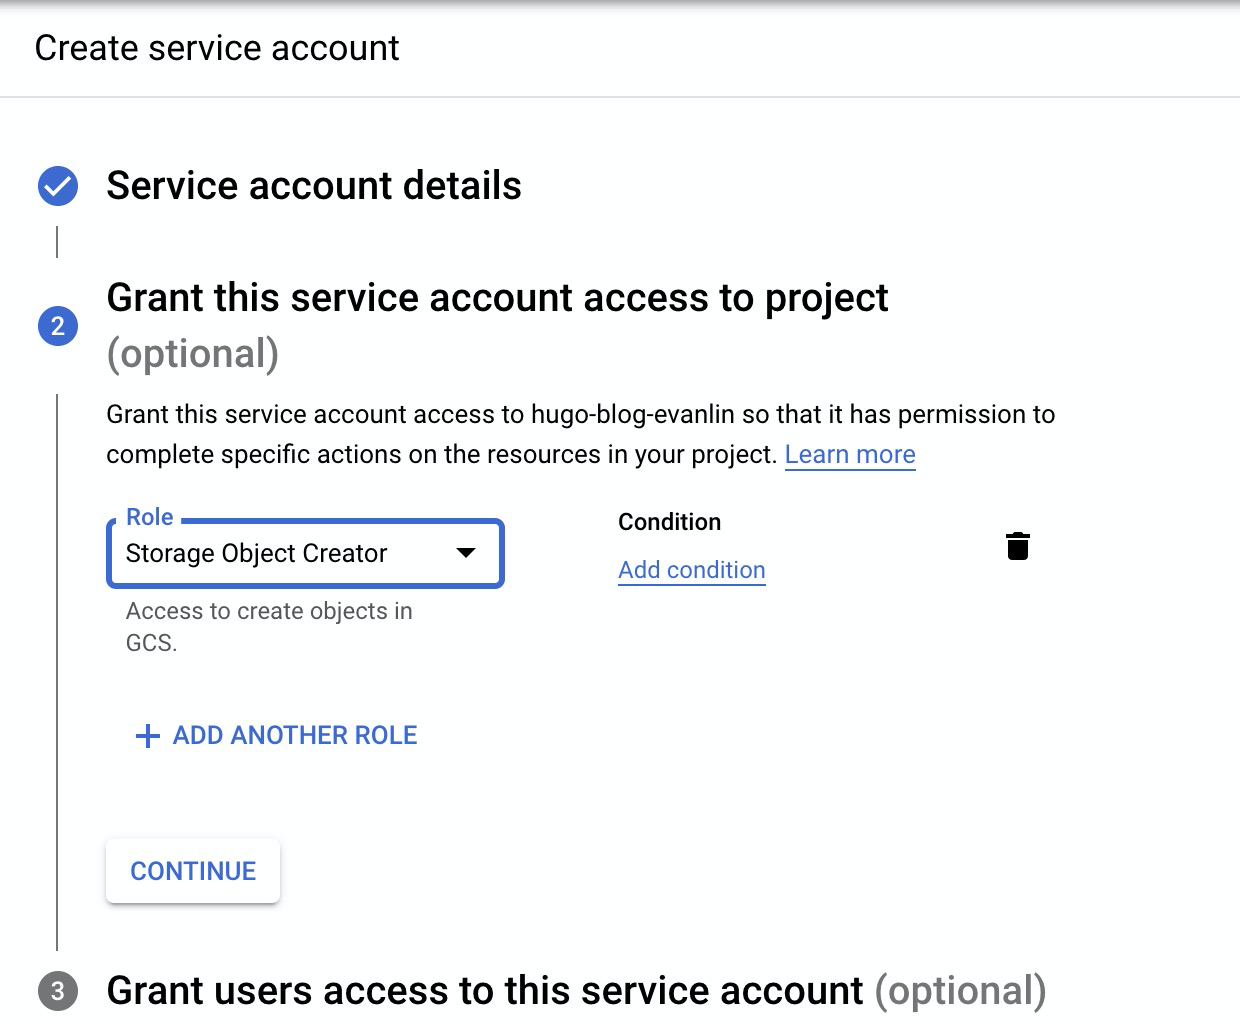 Create service account
Service account details
2
Grant this service account access to project
(optional)
Grant this service account access to hugo-blog-evanlin so that it has permission to
complete specific actions on the resources in your project. Learn more
Role
Storage Object Creator
Access to create objects in
GCS.
Condition
Add condition
ADD ANOTHER ROLE
CONTINUE
3
Grant users access to this service account (optional)